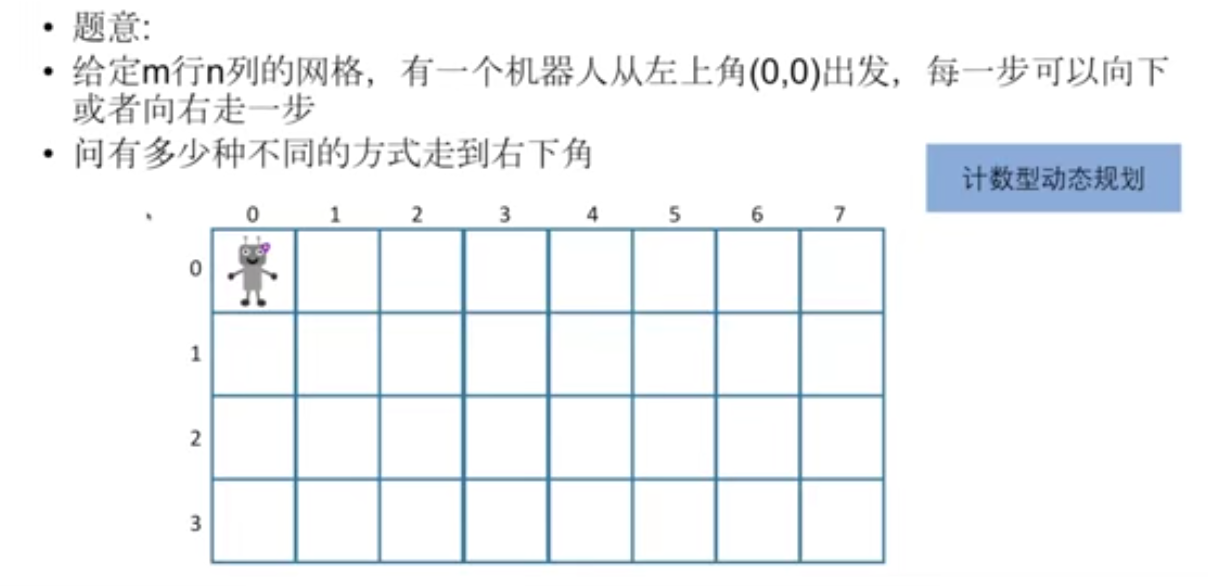 • 题意:
• 给定m行n列的网格，有一个机器人从左上角(0,0)出发，每一步可以向下
或者向右走一步
• 问有多少种不同的方式走到右下角
计数型动态规划
0 1 2 3 4 5 6 7
0
1
2
3